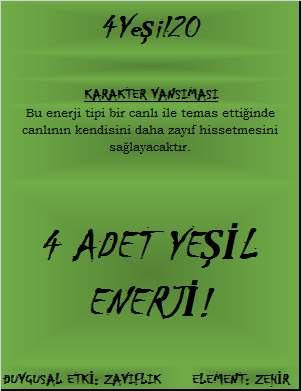 4Yeşil20
KARAKTER YANSIMASI
Bu enerji tipi bir canlı ile temas ettiğinde
canlının kendisini daha zayıf hissetmesini
sağlayacaktır.
4 ADET YEŞİL
ENERJİ!
DUYGUSAL ETKİ: ZAYIFLIK ELEMENT: ZEHİR